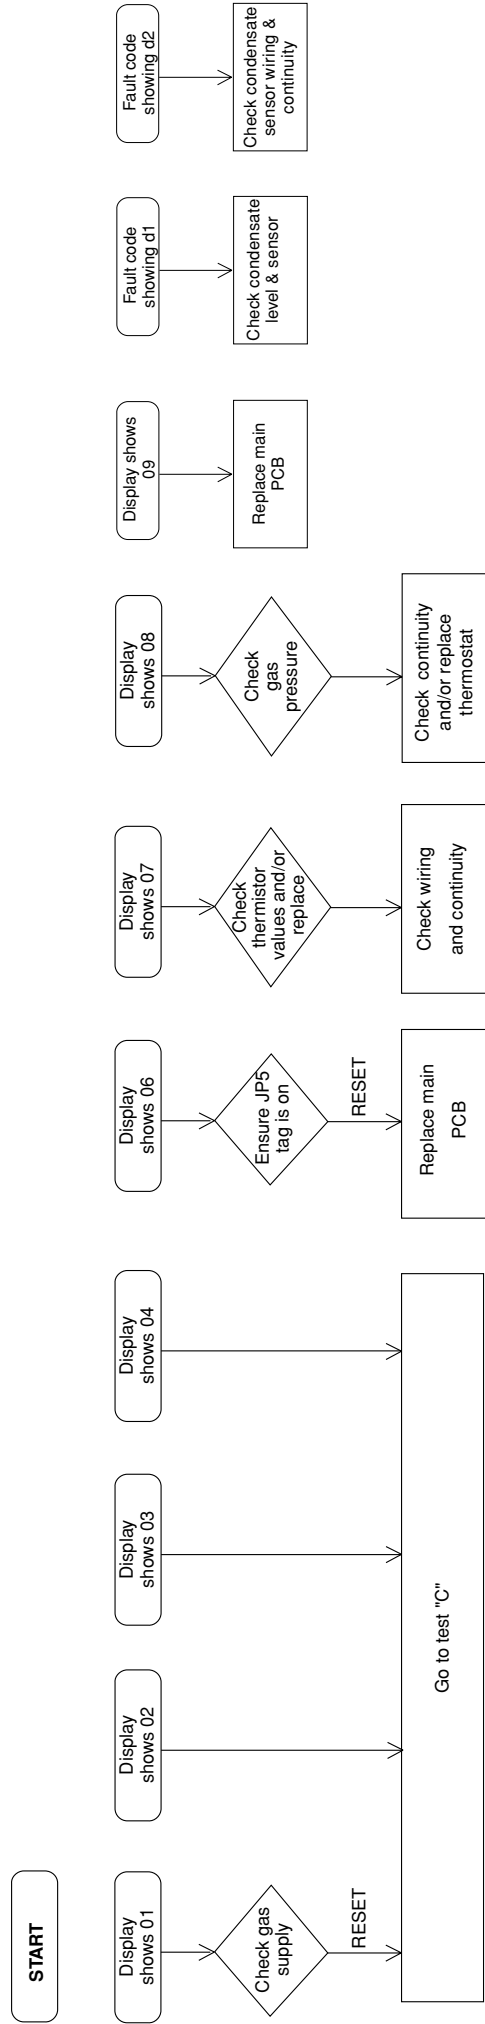 START
Display
shows 01
Check gas
supply
RESET
Display
shows 02
Display
shows 03
Display
shows 04
Go to test "C"
Display
shows 06
Ensure JP5
tag is on
RESET
Replace main
PCB
Display
shows 07
Check
thermistor
values and/or
replace
Check wiring
and continuity
Display
shows 08
Check
gas
pressure
Check continuity
and/or replace
thermostat
Display shows
09
Replace main
PCB
Fault code
showing d1
Check condensate
level & sensor
Fault code
showing d2
Check condensate
sensor wiring &
continuity